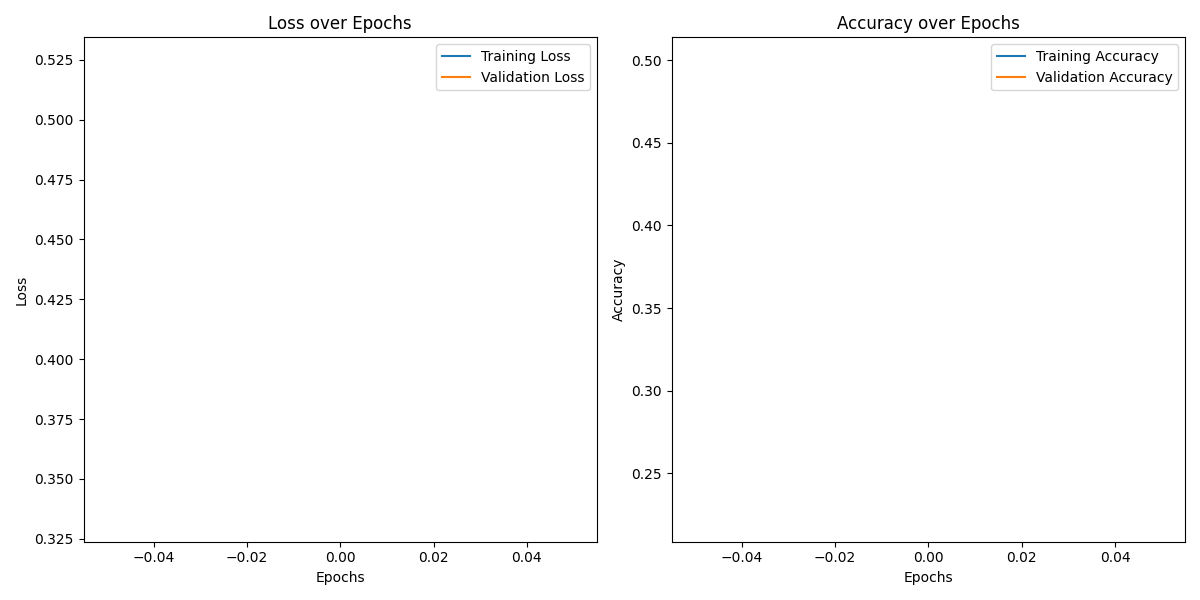 Loss over Epochs
Training Loss
Validation Loss
0.525
0.500
0.475
0.450
0.425
0.400
0.375
0.350
0.325
Loss
−0.04 −0.02 0.00 0.02 0.04
Epochs
Accuracy over Epochs
Training Accuracy
Validation Accuracy
0.50
0.45
0.40
0.35
0.30
0.25
Accuracy
−0.04 −0.02 0.00 0.02 0.04
Epochs